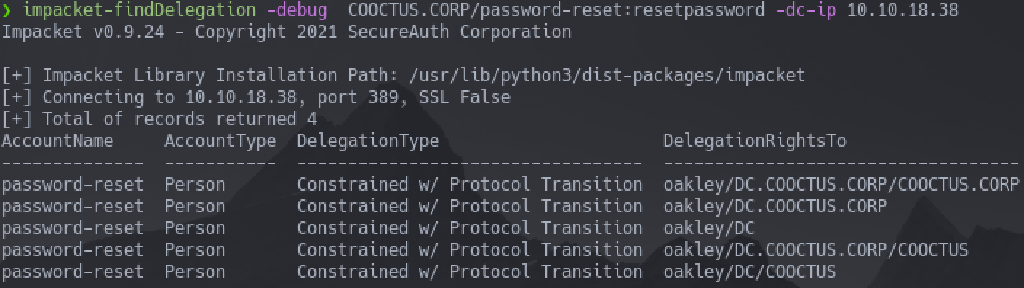 ❯ impacket-findDelegation -debug  COOCTUS.CORP/password-reset:resetpassword -dc-ip 10.10.18.38
Impacket v0.9.24 - Copyright 2021 SecureAuth Corporation
[+] Impacket Library Installation Path: /usr/lib/python3/dist-packages/impacket
[+] Connecting to 10.10.18.38, port 389, SSL False
[+] Total of records returned 4
AccountName     AccountType  DelegationType                      DelegationRightsTo
--------------  -----------  ----------------------------------  ----------------------------------
password-reset  Person       Constrained w/ Protocol Transition  oakley/DC.COOCTUS.CORP/COOCTUS.CORP
password-reset  Person       Constrained w/ Protocol Transition  oakley/DC.COOCTUS.CORP
password-reset  Person       Constrained w/ Protocol Transition  oakley/DC
password-reset  Person       Constrained w/ Protocol Transition  oakley/DC.COOCTUS.CORP/COOCTUS
password-reset  Person       Constrained w/ Protocol Transition  oakley/DC/COOCTUS